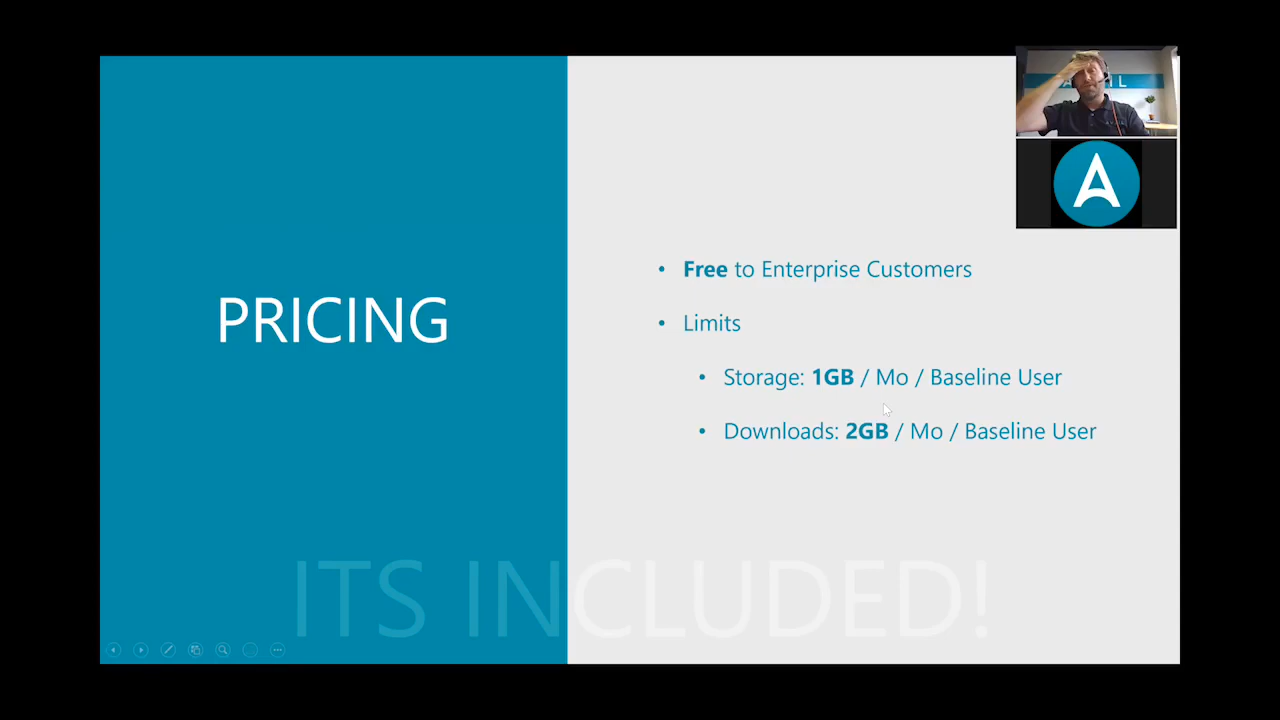 PRICING
• Free to Enterprise Customers
• Limits
• Storage: 1GB / Mo / Baseline User
• Downloads: 2GB / Mo / Baseline User
ITS INCLUDED!
A